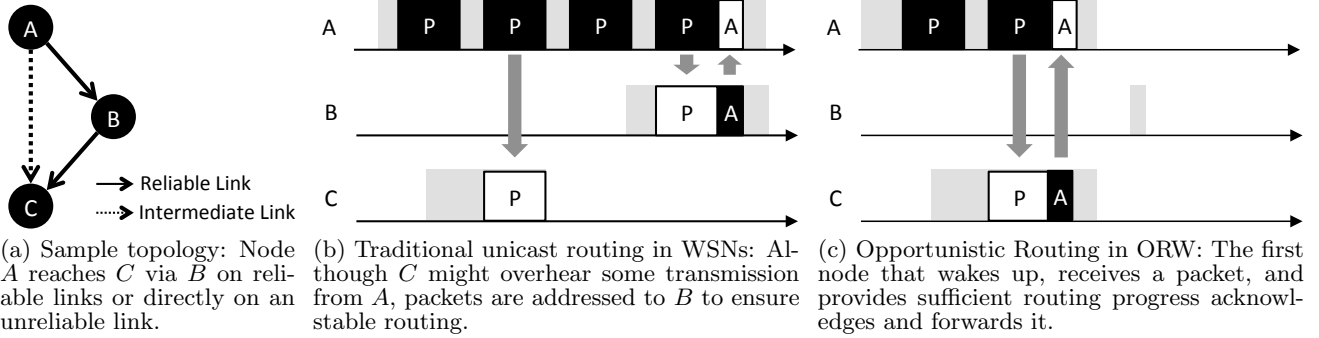 A
B
C
Reliable Link
Intermediate Link
(a) Sample topology: Node
A reaches C via B on reli-
able links or directly on an
unreliable link.
A
P P P P A
B
P A
C
P
(b) Traditional unicast routing in WSNs: Al-
though C might overhear some transmission
from A, packets are addressed to B to ensure
stable routing.
A
P P A
B
C
P A
(c) Opportunistic Routing in ORW: The first
node that wakes up, receives a packet, and
provides sufficient routing progress acknowl-
edges and forwards it.